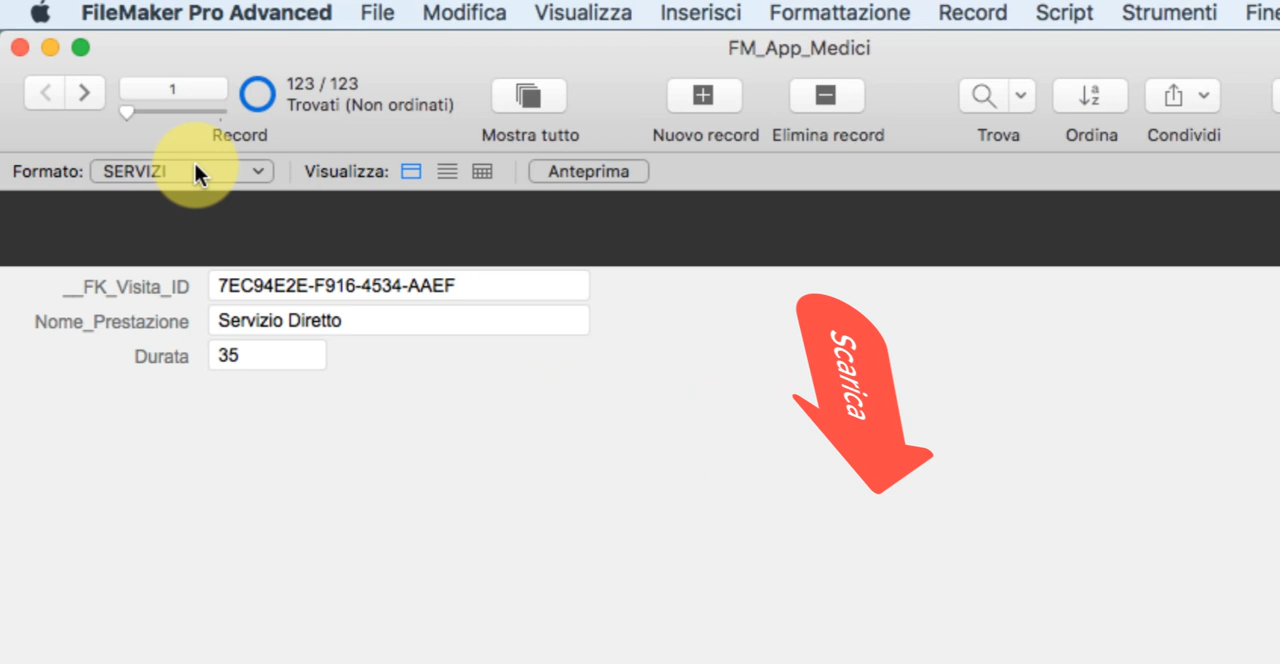 FileMaker Pro Advanced File Modifica Visualizza Inserisci Formattazione Record Script Strumenti
FM_App_Medici
1
123 / 123
Trovati (Non ordinati)
Record Mostra tutto Nuovo record Elimina record Trova Ordina Condividi
Formato: SERVIZI Visualizza: Anteprima
__FK_Visita_ID 7EC94E2E-F916-4534-AAEF
Nome_Prestazione Servizio Diretto
Durata 35
Scarica